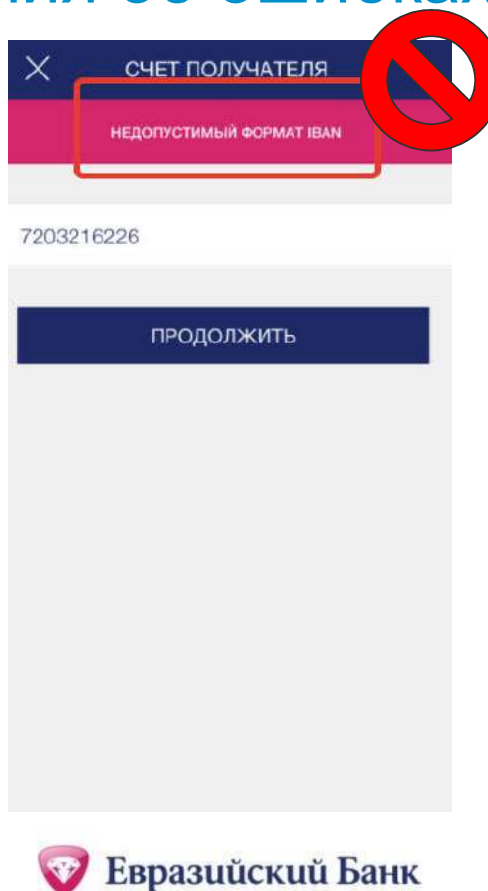 СЧЕТ ПОЛУЧАТЕЛЯ
НЕДОПУСТИМЫЙ ФОРМАТ IBAN
7203216226
ПРОДОЛЖИТЬ
Евразийский Банк